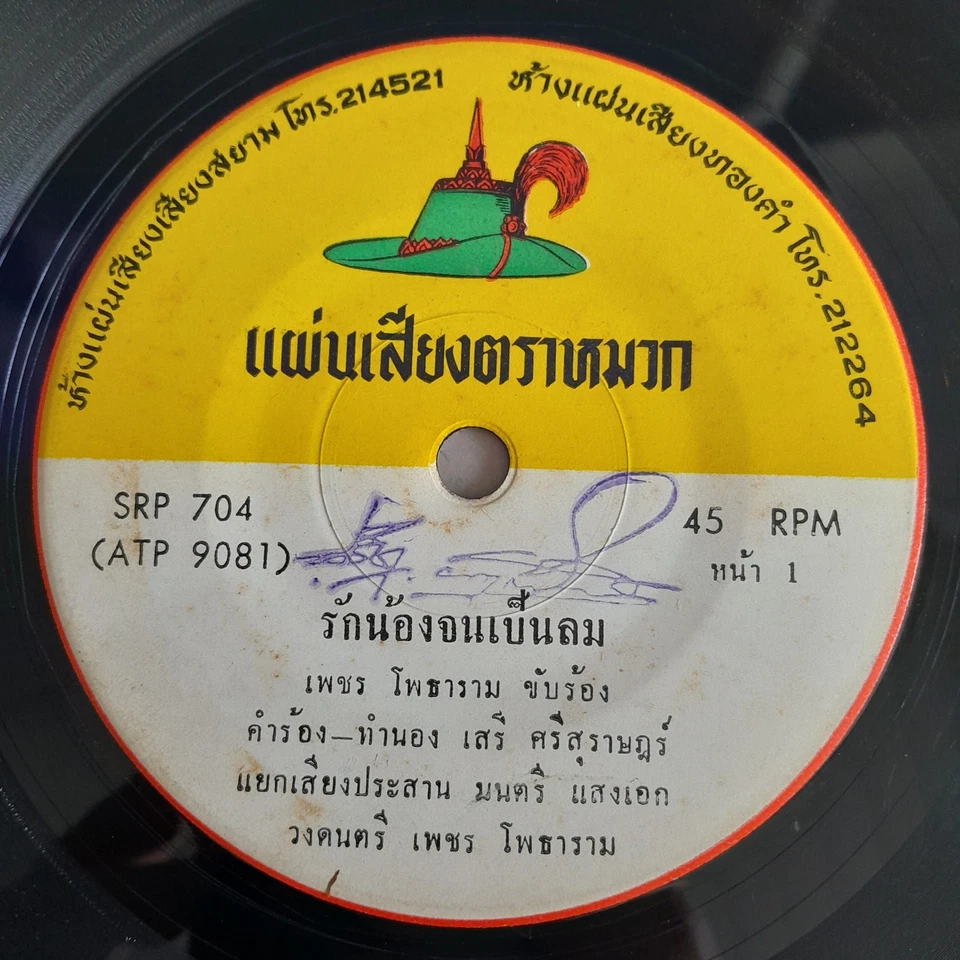 ห้างแผ่นเสียงเสียงสยาม โทร.214521
ห้างแผ่นเสียงทองคำ โทร.212264
แผ่นเสียงตราหมวก
SRP 704
(ATP 9081)
45 RPM
หน้า 1
รักน้องจนเป็นลม
เพชร โพธาราม ขับร้อง
คำร้อง—ทำนอง เสรี ศรีสุราษฎร์
แยกเสียงประสาน มนตรี แสงเอก
วงดนตรี เพชร โพธาราม